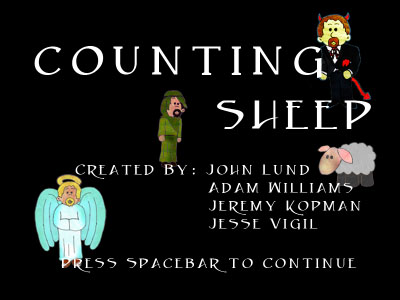 COUNTING
SHEEP
CREATED BY: JOHN LUND
ADAM WILLIAMS
JEREMY KOPMAN
JESSE VIGIL
PRESS SPACEBAR TO CONTINUE